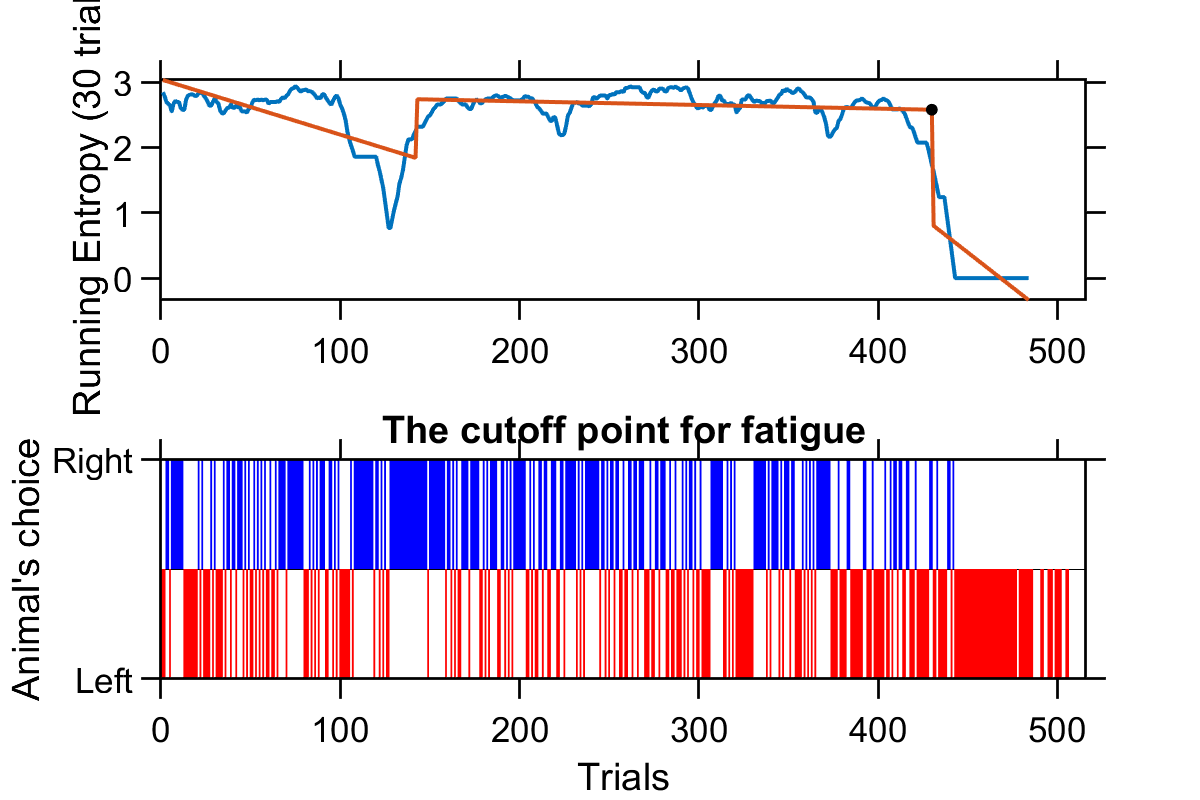 Running Entropy (30 trial
3
2
1
0
0 100 200 300 400 500
The cutoff point for fatigue
Animal's choice
Right
Left
0 100 200 300 400 500
Trials